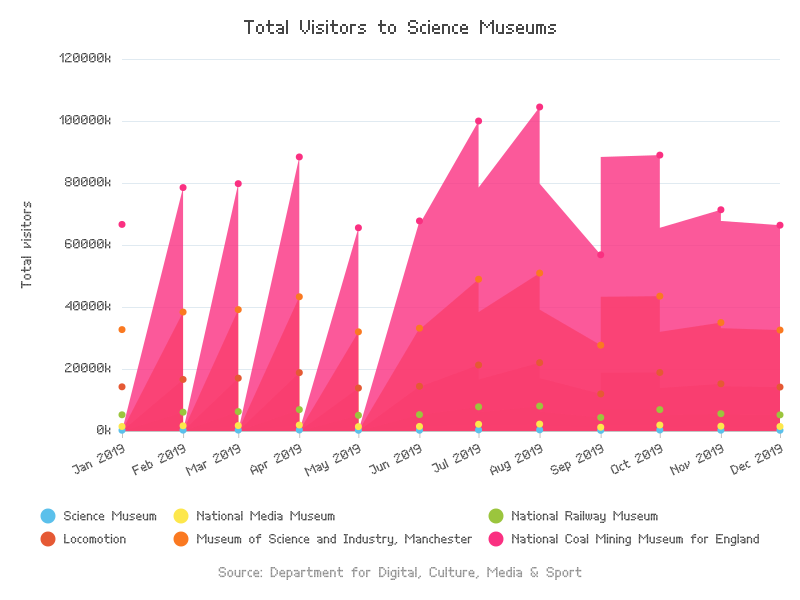 Total Visitors to Science Museums
120000k
100000k
80000k
60000k
40000k
20000k
0k
Total visitors
Jan 2019
Feb 2019
Mar 2019
Apr 2019
May 2019
Jun 2019
Jul 2019
Aug 2019
Sep 2019
Oct 2019
Nov 2019
Dec 2019
Science Museum
National Media Museum
National Railway Museum
Locomotion
Museum of Science and Industry, Manchester
National Coal Mining Museum for England
Source: Department for Digital, Culture, Media & Sport